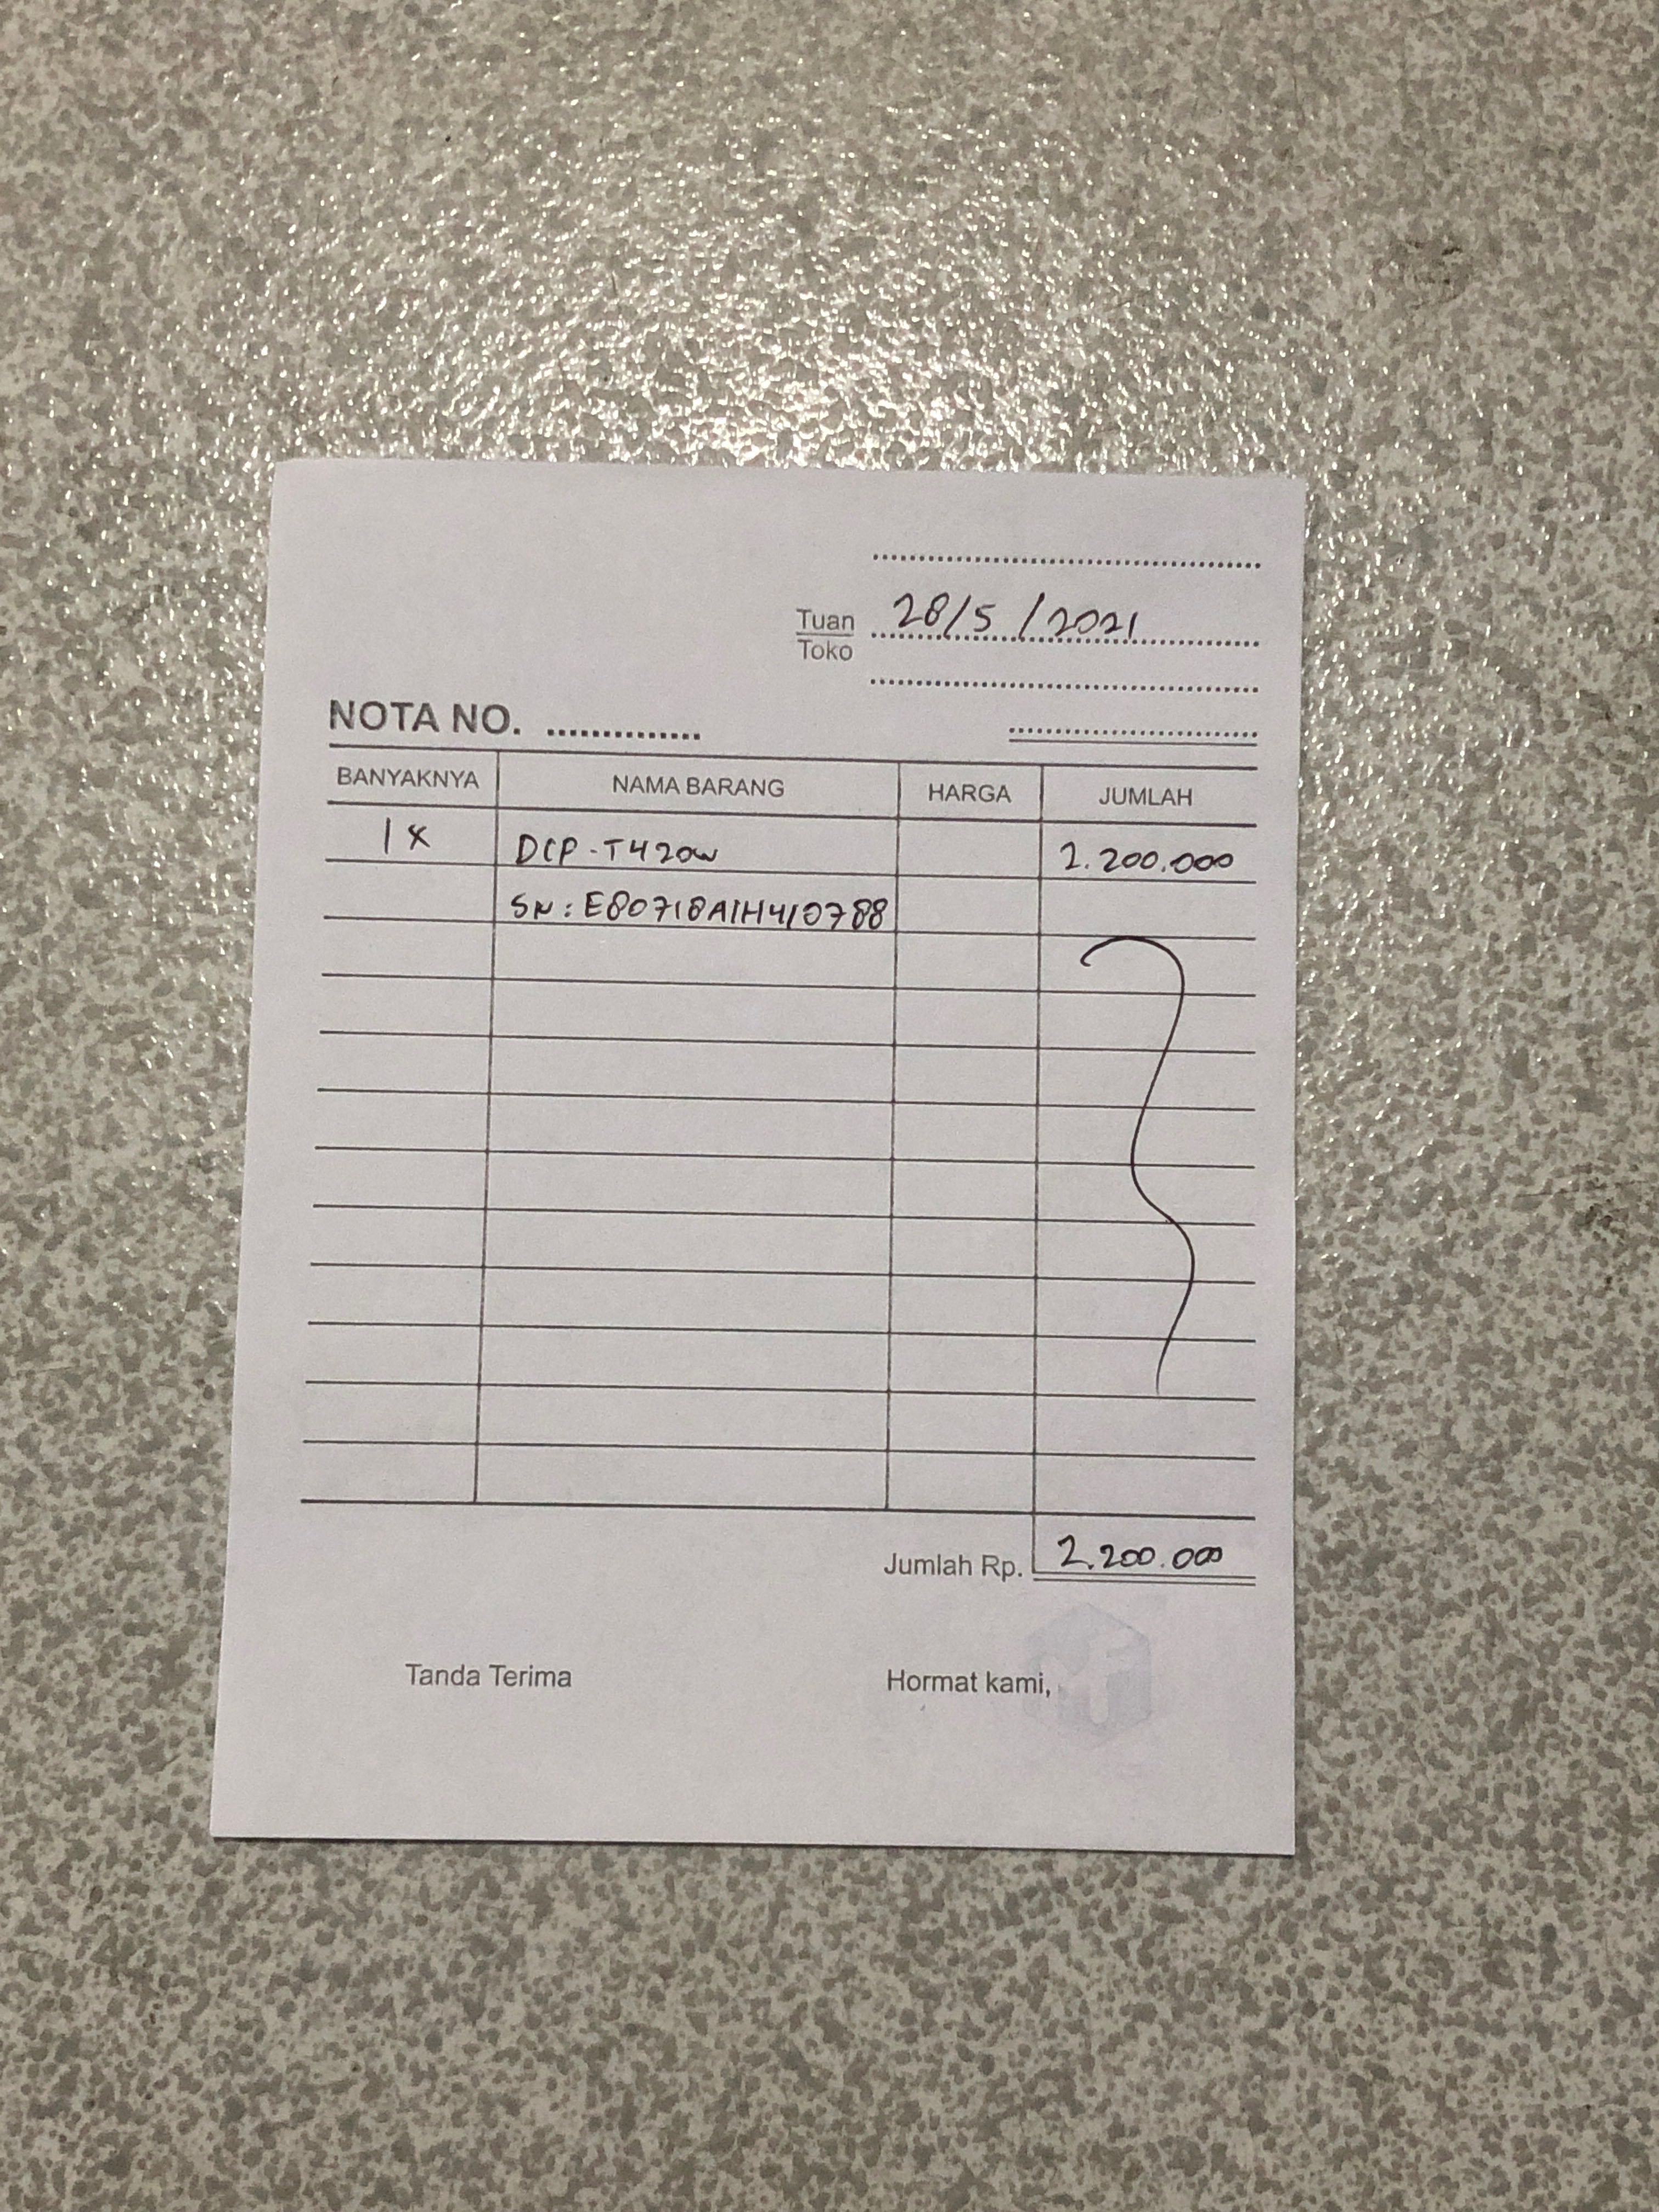 Tuan 28/5/2021
Toko
NOTA NO. ..............
BANYAKNYA NAMA BARANG HARGA JUMLAH
1x DCP-T420w 2.200.000
SN: E80718A1H410788
Jumlah Rp. 2.200.000
Tanda Terima Hormat kami,